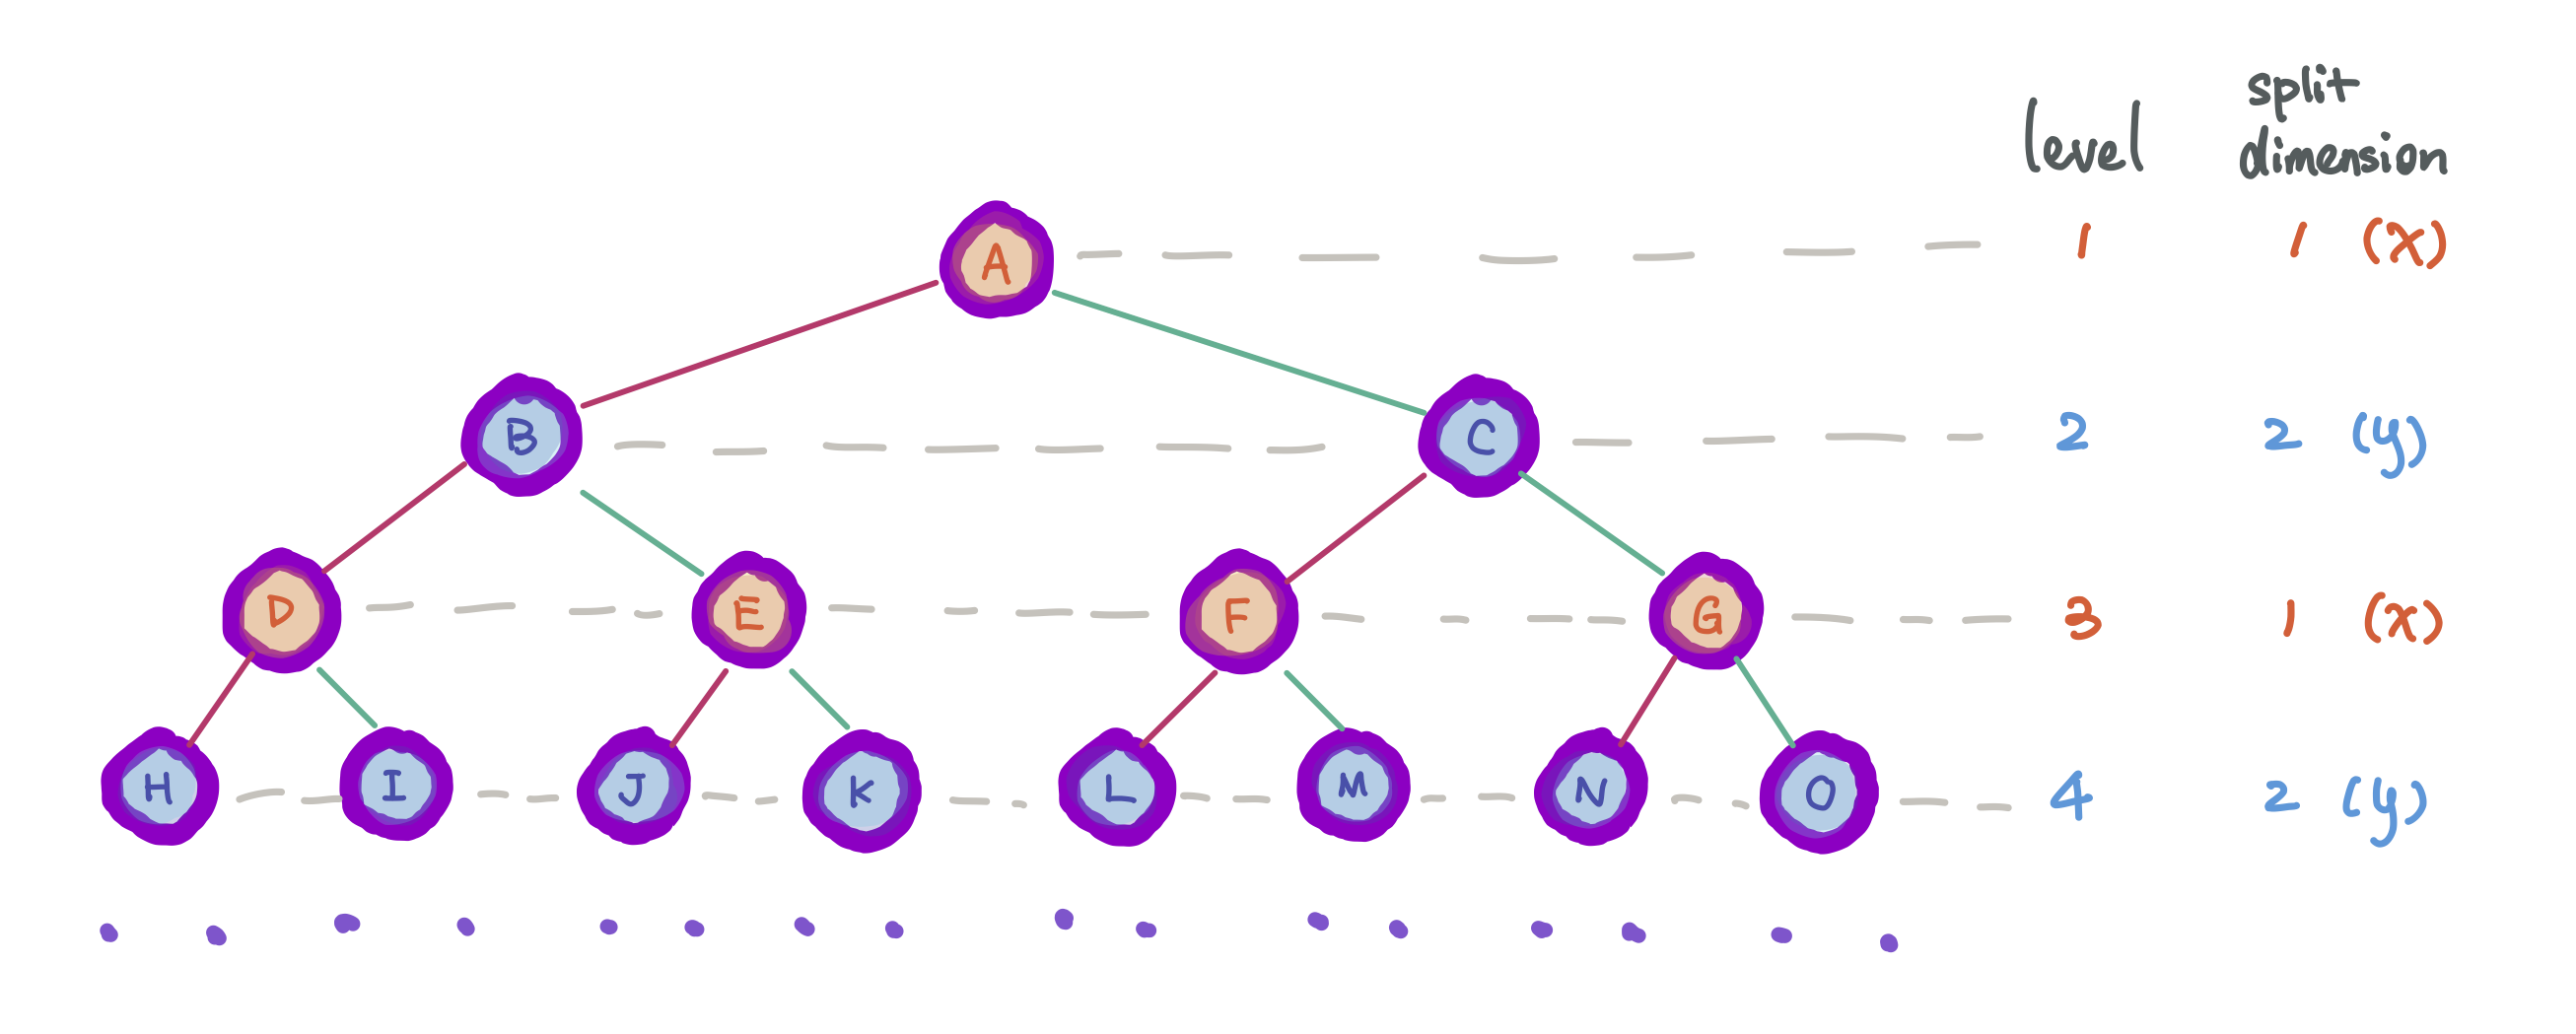 split
level dimension
A 1 1 (x)
B C 2 2 (y)
D E F G 3 1 (x)
H I J K L M N O 4 2 (y)